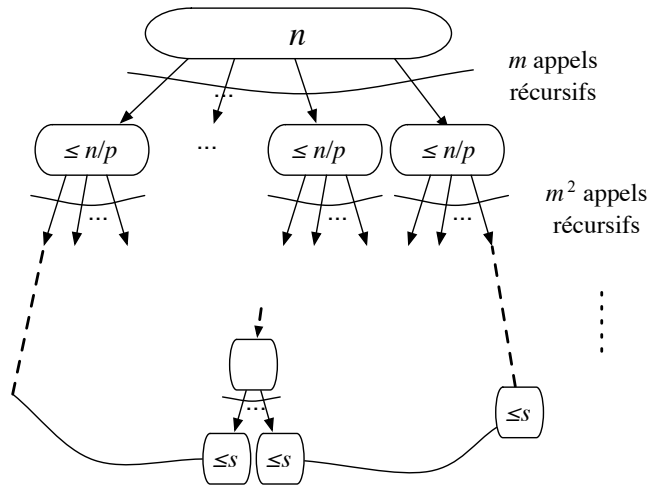 n
m appels
récursifs
...
≤ n/p
...
≤ n/p
≤ n/p
m² appels
récursifs
...
...
...
...
≤s
≤s
≤s